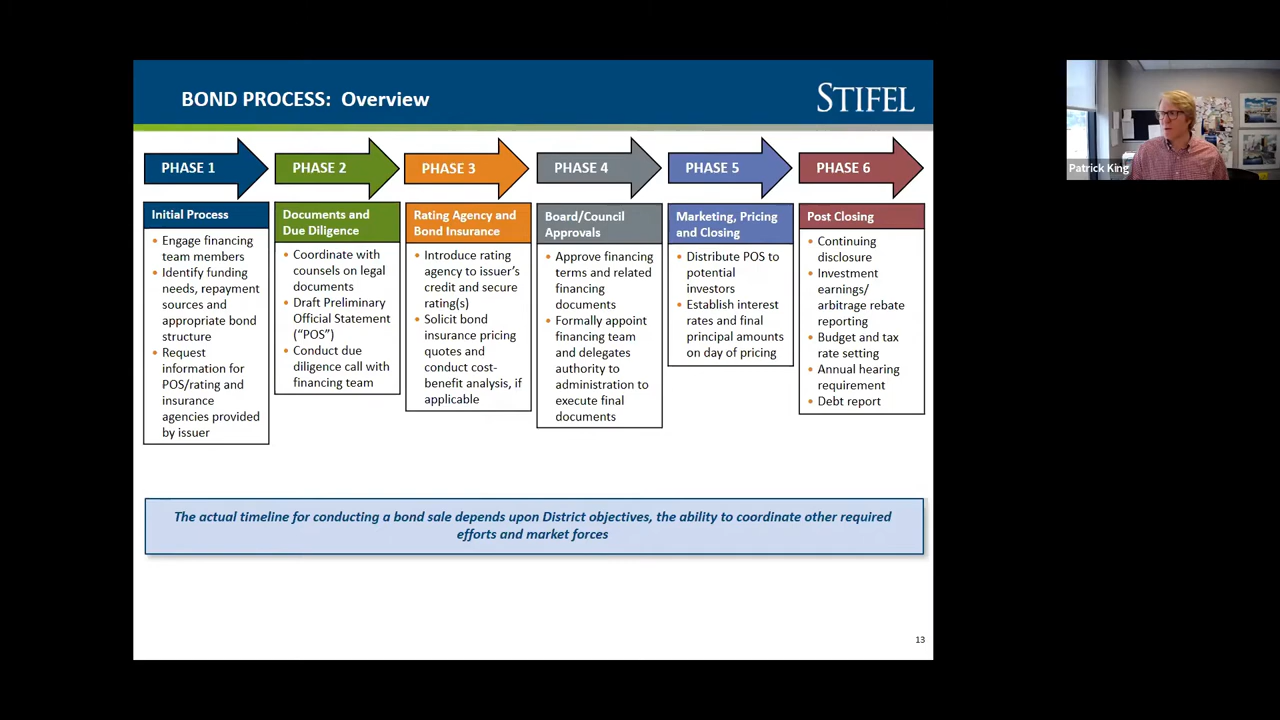 BOND PROCESS: Overview
STIFEL
PHASE 1
PHASE 2
PHASE 3
PHASE 4
PHASE 5
PHASE 6
Initial Process
• Engage financing
team members
• Identify funding
needs, repayment
sources and
appropriate bond
structure
• Request
information for
POS/rating and
insurance
agencies provided
by issuer
Documents and
Due Diligence
• Coordinate with
counsels on legal
documents
• Draft Preliminary
Official Statement
(“POS”)
• Conduct due
diligence call with
financing team
Rating Agency and
Bond Insurance
• Introduce rating
agency to issuer’s
credit and secure
rating(s)
• Solicit bond
insurance pricing
quotes and
conduct cost-
benefit analysis, if
applicable
Board/Council
Approvals
• Approve financing
terms and related
financing
documents
• Formally appoint
financing team
and delegates
authority to
administration to
execute final
documents
Marketing, Pricing
and Closing
• Distribute POS to
potential
investors
• Establish interest
rates and final
principal amounts
on day of pricing
Post Closing
• Continuing
disclosure
• Investment
earnings/
arbitrage rebate
reporting
• Budget and tax
rate setting
• Annual hearing
requirement
• Debt report
The actual timeline for conducting a bond sale depends upon District objectives, the ability to coordinate other required
efforts and market forces
13
Patrick King